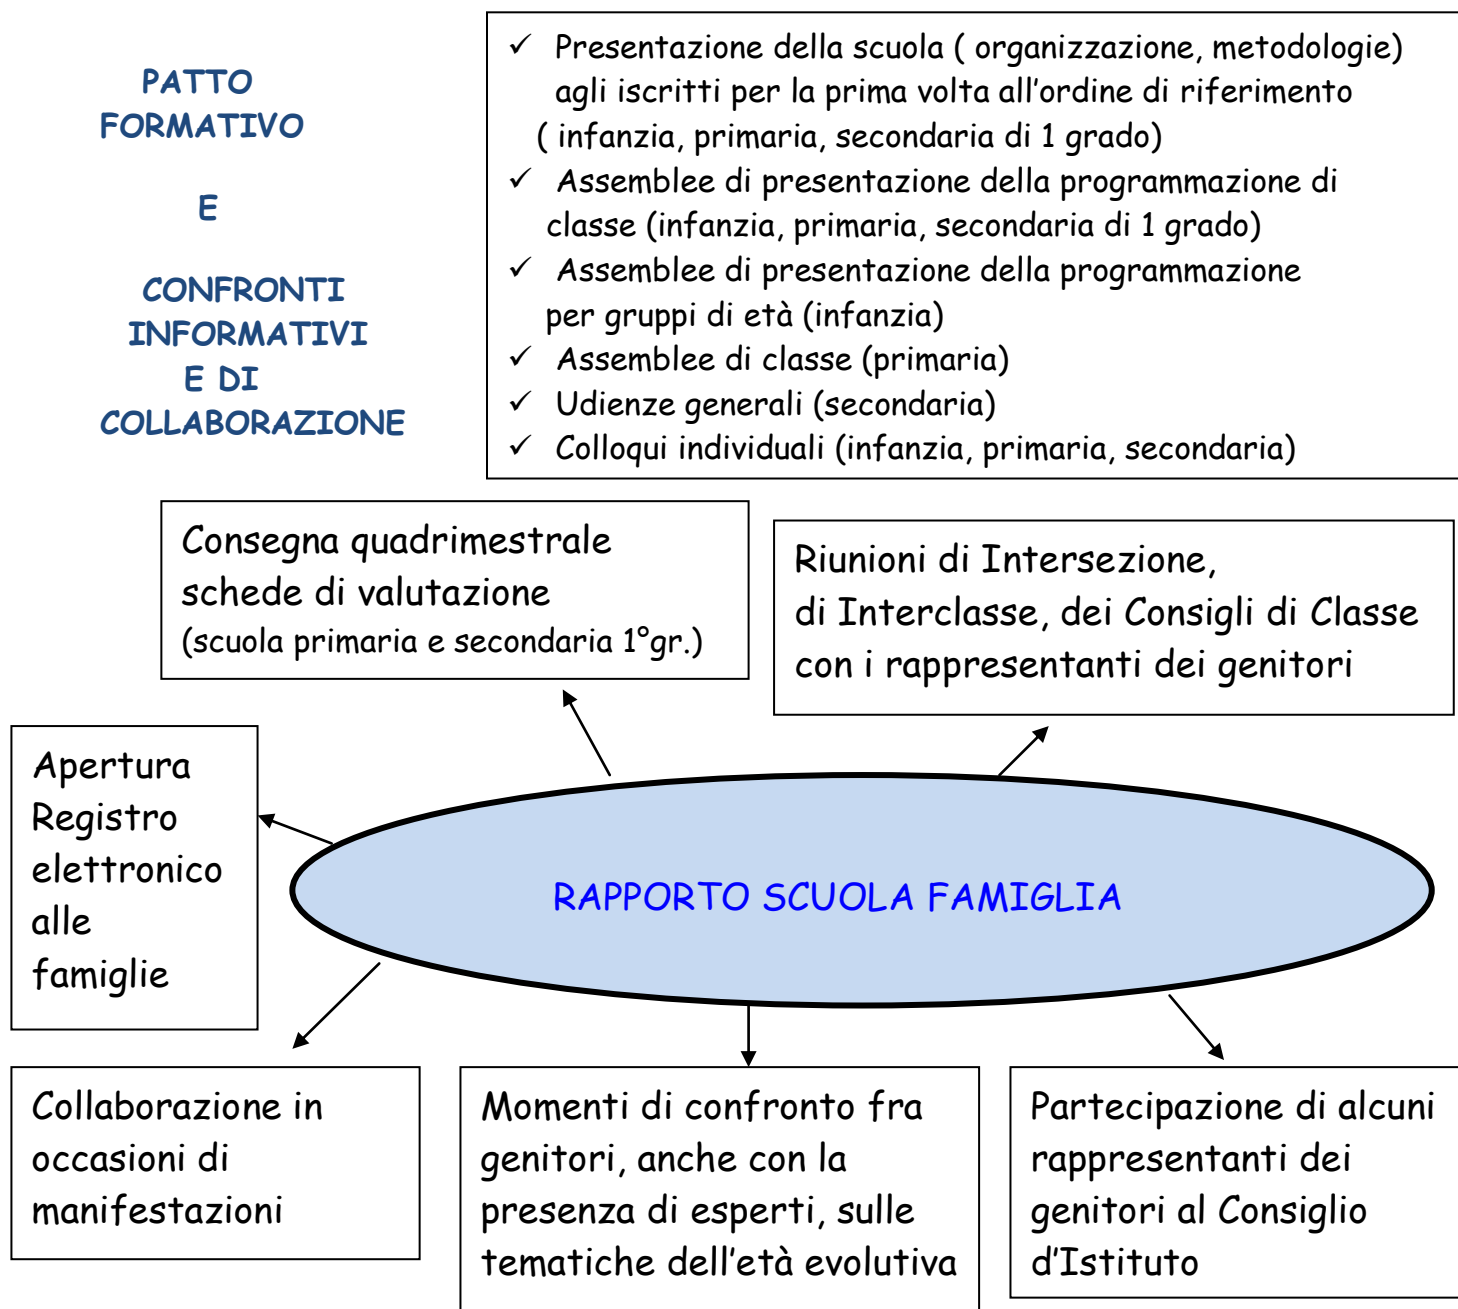 PATTO
FORMATIVO
E
CONFRONTI
INFORMATIVI
E DI
COLLABORAZIONE
✓ Presentazione della scuola ( organizzazione, metodologie)
agli iscritti per la prima volta all'ordine di riferimento
( infanzia, primaria, secondaria di 1 grado)
✓ Assemblee di presentazione della programmazione di
classe (infanzia, primaria, secondaria di 1 grado)
✓ Assemblee di presentazione della programmazione
per gruppi di età (infanzia)
✓ Assemblee di classe (primaria)
✓ Udienze generali (secondaria)
✓ Colloqui individuali (infanzia, primaria, secondaria)
Consegna quadrimestrale
schede di valutazione
(scuola primaria e secondaria 1°gr.)
Riunioni di Intersezione,
di Interclasse, dei Consigli di Classe
con i rappresentanti dei genitori
Apertura
Registro
elettronico
alle
famiglie
RAPPORTO SCUOLA FAMIGLIA
Collaborazione in
occasioni di
manifestazioni
Momenti di confronto fra
genitori, anche con la
presenza di esperti, sulle
tematiche dell'età evolutiva
Partecipazione di alcuni
rappresentanti dei
genitori al Consiglio
d'Istituto